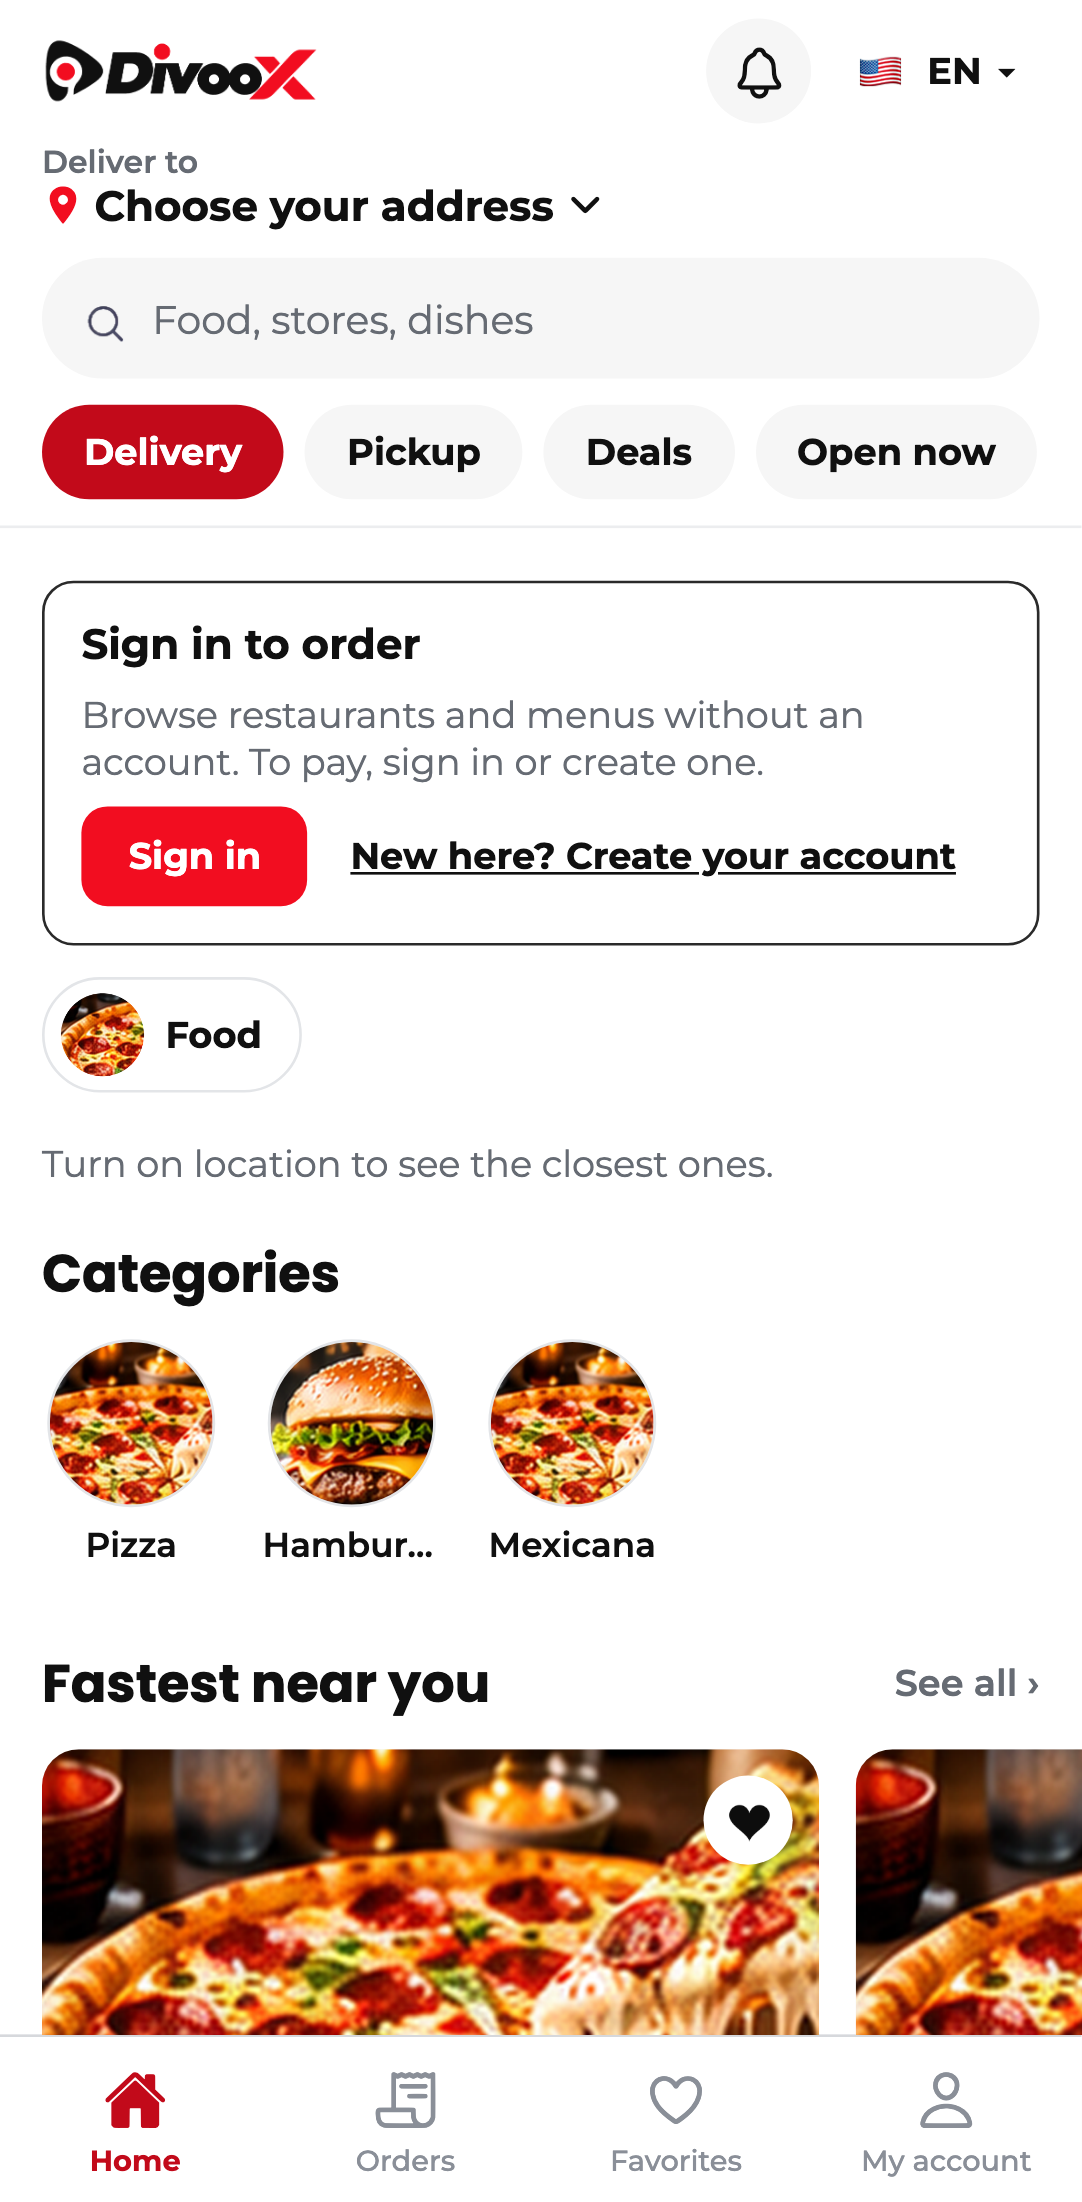 DivooX
EN
Deliver to
Choose your address
Food, stores, dishes
Delivery
Pickup
Deals
Open now
Sign in to order
Browse restaurants and menus without an
account. To pay, sign in or create one.
Sign in
New here? Create your account
Food
Turn on location to see the closest ones.
Categories
Pizza
Hambur...
Mexicana
Fastest near you
See all ›
Home
Orders
Favorites
My account